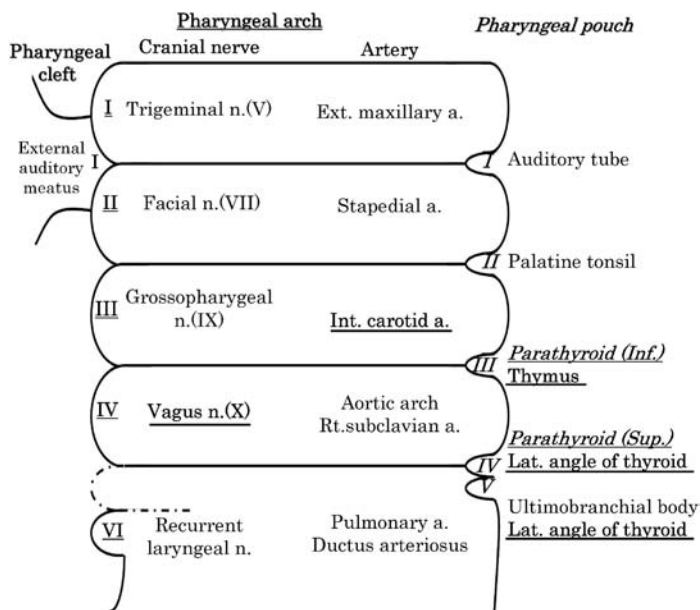 Pharyngeal arch
Pharyngeal pouch
Cranial nerve
Artery
Pharyngeal
cleft
I
Trigeminal n.(V)
Ext. maxillary a.
External
auditory
meatus
I
I
Auditory tube
II
Facial n.(VII)
Stapedial a.
II
Palatine tonsil
III
Grossopharygeal
n.(IX)
Int. carotid a.
III
Parathyroid (Inf.)
Thymus
IV
Vagus n.(X)
Aortic arch
Rt.subclavian a.
Parathyroid (Sup.)
IV
Lat. angle of thyroid
V
Ultimobranchial body
Lat. angle of thyroid
VI
Recurrent
laryngeal n.
Pulmonary a.
Ductus arteriosus